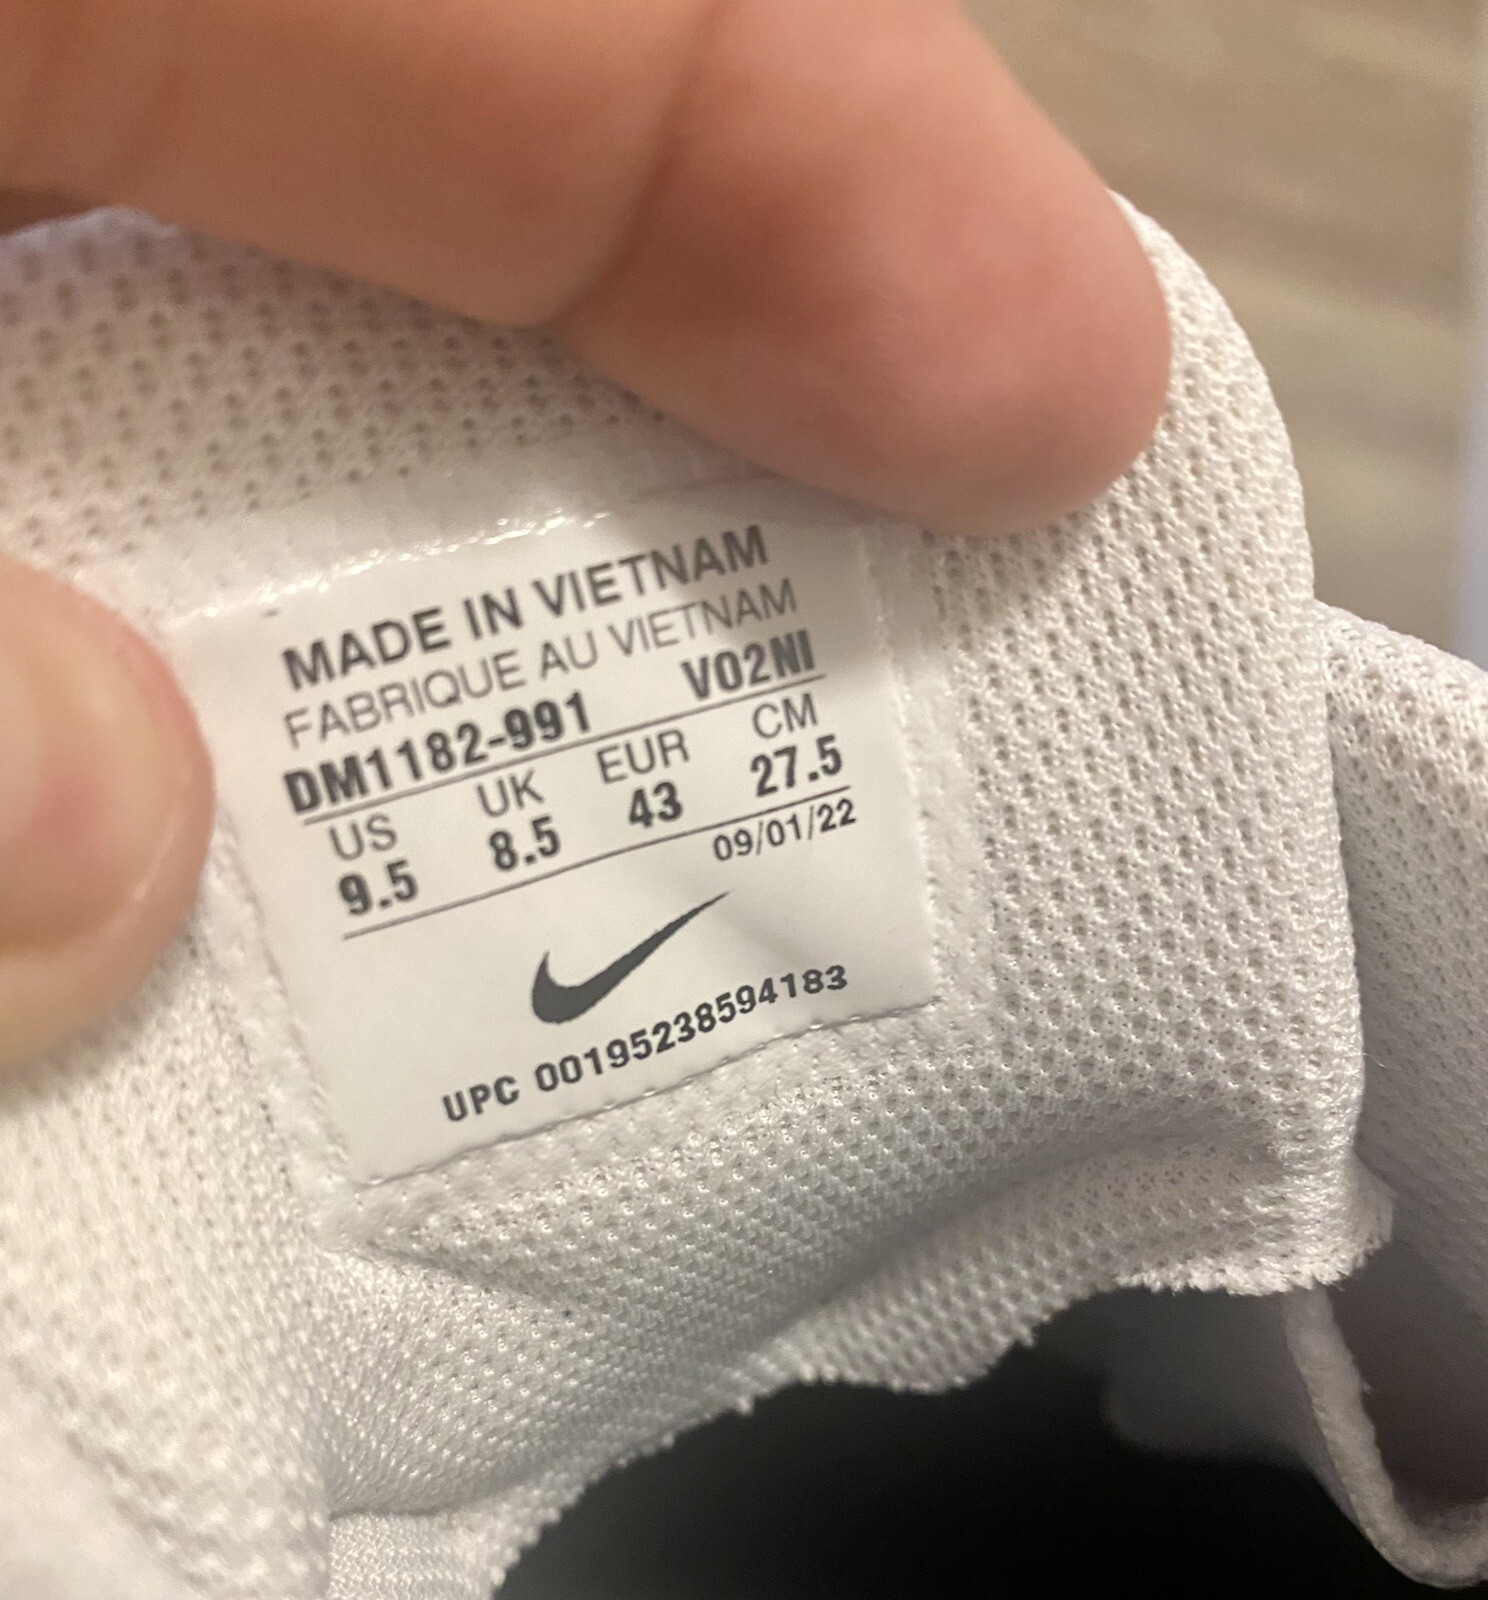 MADE IN VIETNAM
FABRIQUE AU VIETNAM
DM1182-991 VO2NI
US UK EUR CM
9.5 8.5 43 27.5
09/01/22
UPC 00195238594183